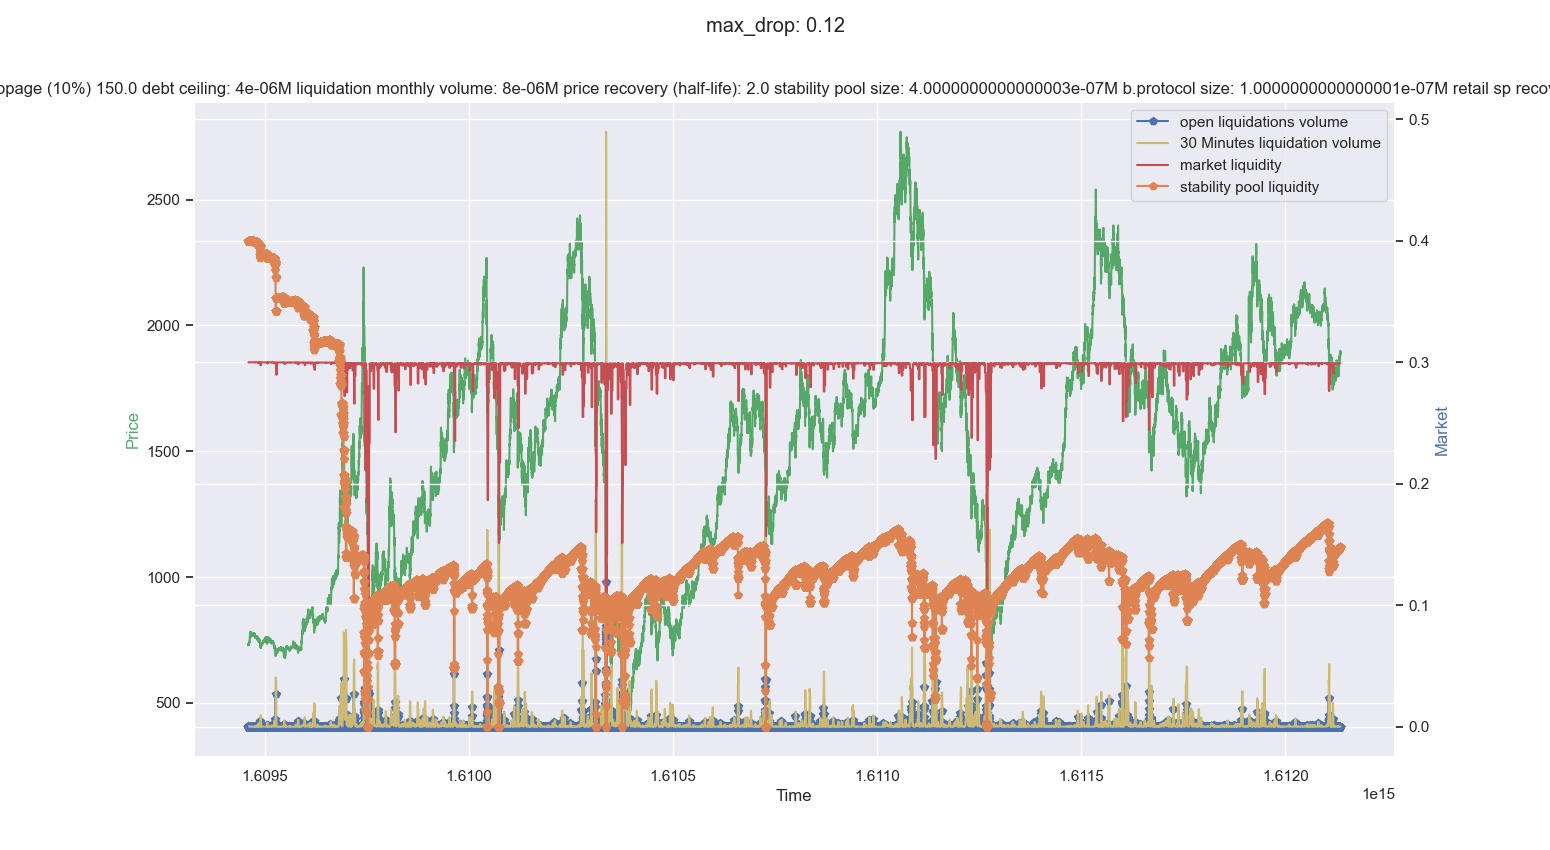 max_drop: 0.12
(10%) 150.0 debt ceiling: 4e-06M liquidation monthly volume: 8e-06M price recovery (half-life): 2.0 stability pool size: 4.0000000000000003e-07M b.protocol size: 1.0000000000000001e-07M retail sp
open liquidations volume
30 Minutes liquidation volume
market liquidity
stability pool liquidity
Price
2500
2000
1500
1000
500
Market
0.5
0.4
0.3
0.2
0.1
0.0
1.6095
1.6100
1.6105
1.6110
1.6115
1.6120
Time
1e15